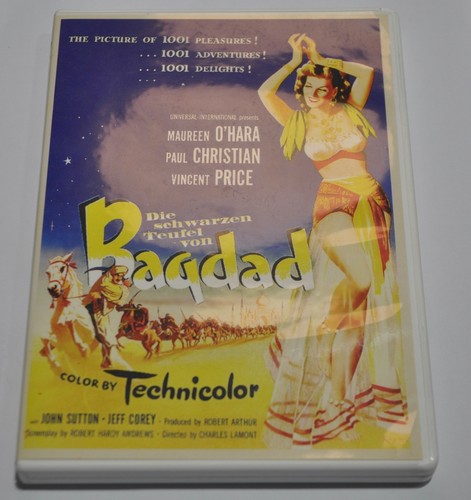 THE PICTURE OF 1001 PLEASURES!
...1001 ADVENTURES!
...1001 DELIGHTS!
UNIVERSAL-INTERNATIONAL presents
MAUREEN O'HARA
PAUL CHRISTIAN
VINCENT PRICE
Die
schwarzen
Teufel von
Bagdad
COLOR BY Technicolor
with JOHN SUTTON - JEFF COREY - Produced by ROBERT ARTHUR
Screenplay by ROBERT HARDY ANDREWS - Directed by CHARLES LAMONT